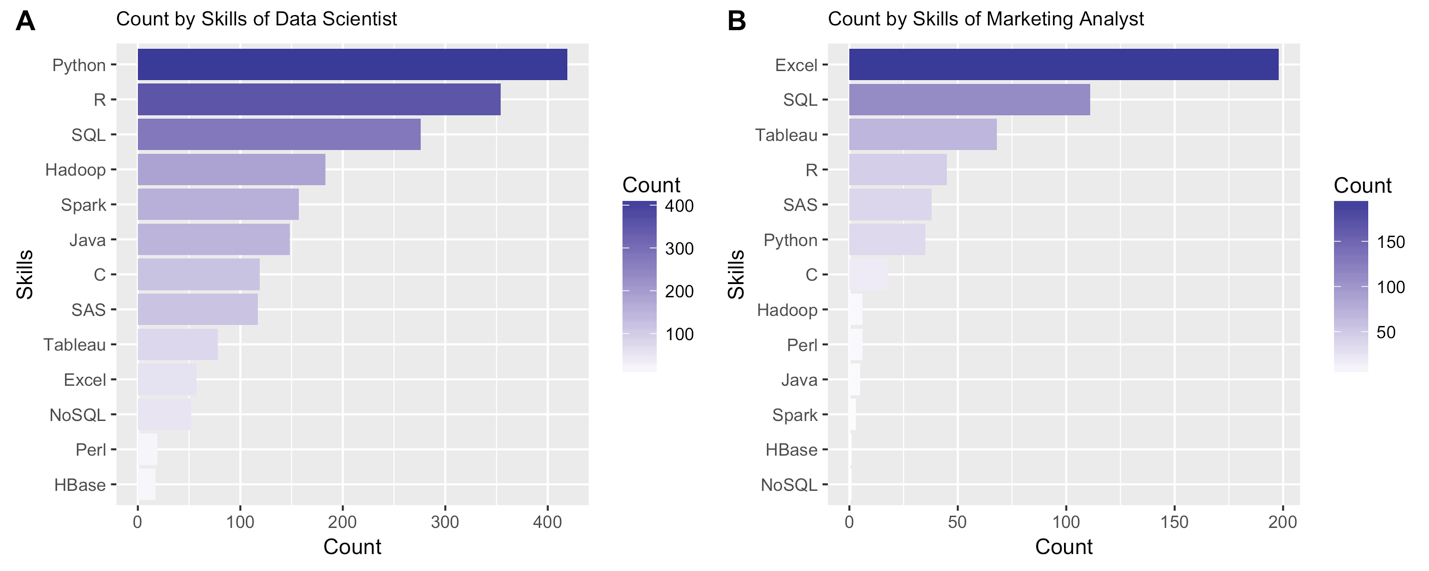 A
Count by Skills of Data Scientist
Skills
Python
R
SQL
Hadoop
Spark
Java
C
SAS
Tableau
Excel
NoSQL
Perl
HBase
0 100 200 300 400
Count
Count
400
300
200
100
B
Count by Skills of Marketing Analyst
Skills
Excel
SQL
Tableau
R
SAS
Python
C
Hadoop
Perl
Java
Spark
HBase
NoSQL
0 50 100 150 200
Count
Count
150
100
50